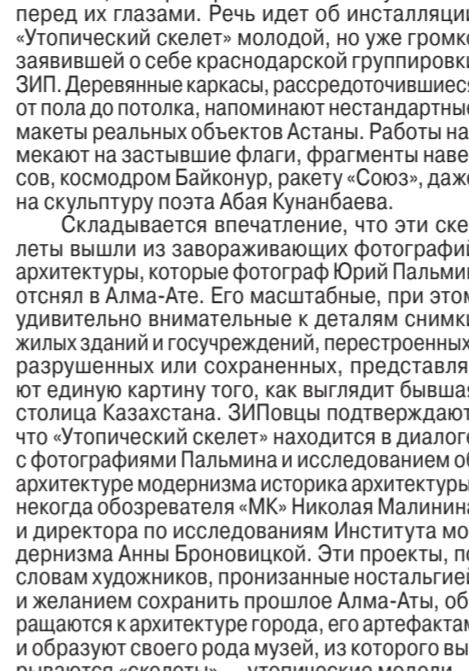 перед их глазами. Речь идет об инсталляции
«Утопический скелет» молодой, но уже громко
заявившей о себе краснодарской группировки
ЗИП. Деревянные каркасы, рассредоточившиеся
от пола до потолка, напоминают нестандартные
макеты реальных объектов Астаны. Работы на-
мекают на застывшие флаги, фрагменты наве-
сов, космодром Байконур, ракету «Союз», даже
на скульптуру поэта Абая Кунанбаева.
Складывается впечатление, что эти ске-
леты вышли из завораживающих фотографий
архитектуры, которые фотограф Юрий Пальмин
отснял в Алма-Ате. Его масштабные, при этом
удивительно внимательные к деталям снимки
жилых зданий и госучреждений, перестроенных,
разрушенных или сохраненных, представля-
ют единую картину того, как выглядит бывшая
столица Казахстана. ЗИПовцы подтверждают,
что «Утопический скелет» находится в диалоге
с фотографиями Пальмина и исследованием об
архитектуре модернизма историка архитектуры,
некогда обозревателя «МК» Николая Малинина
и директора по исследованиям Института мо-
дернизма Анны Броновицкой. Эти проекты, по
словам художников, пронизанные ностальгией
и желанием сохранить прошлое Алма-Аты, об-
ращаются к архитектуре города, его артефактам
и образуют своего рода музей, из которого вы-
рываются «скелеты» — утопические модели